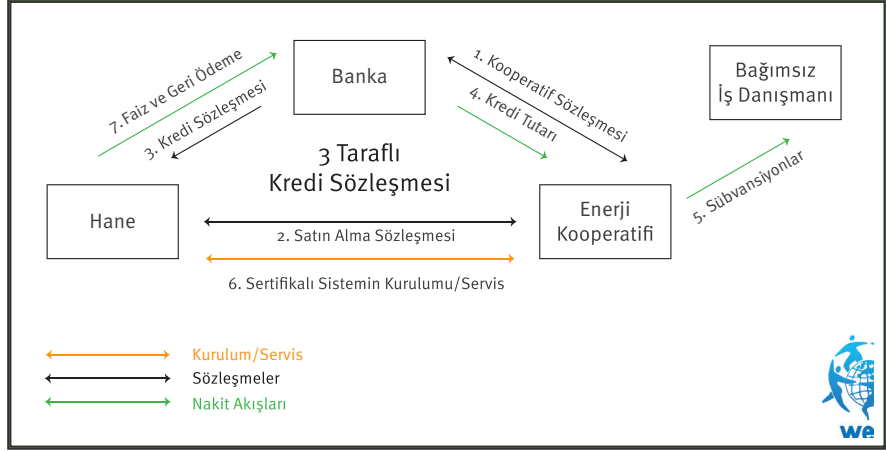 7. Faiz ve Geri Ödeme
3. Kredi Sözleşmesi
Banka
1. Kooperatif Sözleşmesi
4. Kredi Tutarı
Bağımsız
İş Danışmanı
3 Taraflı
Kredi Sözleşmesi
5. Sübvansiyonlar
Hane
2. Satın Alma Sözleşmesi
Enerji
Kooperatifi
6. Sertifikalı Sistemin Kurulumu/Servis
Kurulum/Servis
Sözleşmeler
Nakit Akışları
we